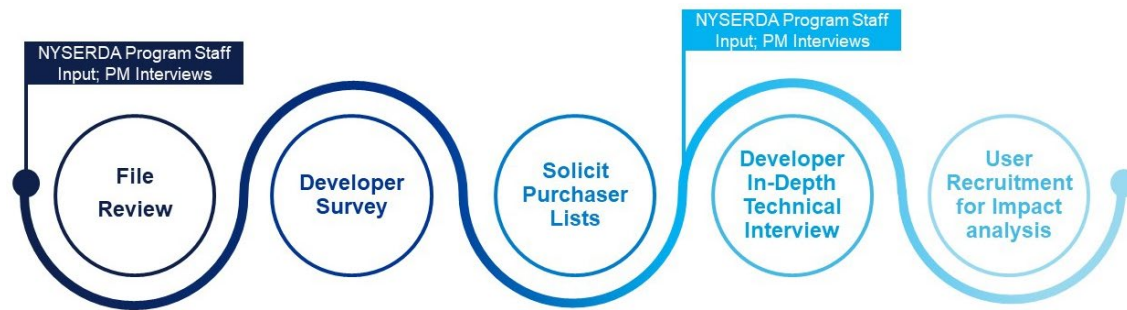 NYSERDA Program Staff
Input; PM Interviews
NYSERDA Program Staff
Input; PM Interviews
File
Review
Developer
Survey
Solicit
Purchaser
Lists
Developer
In-Depth
Technical
Interview
User
Recruitment
for Impact
analysis